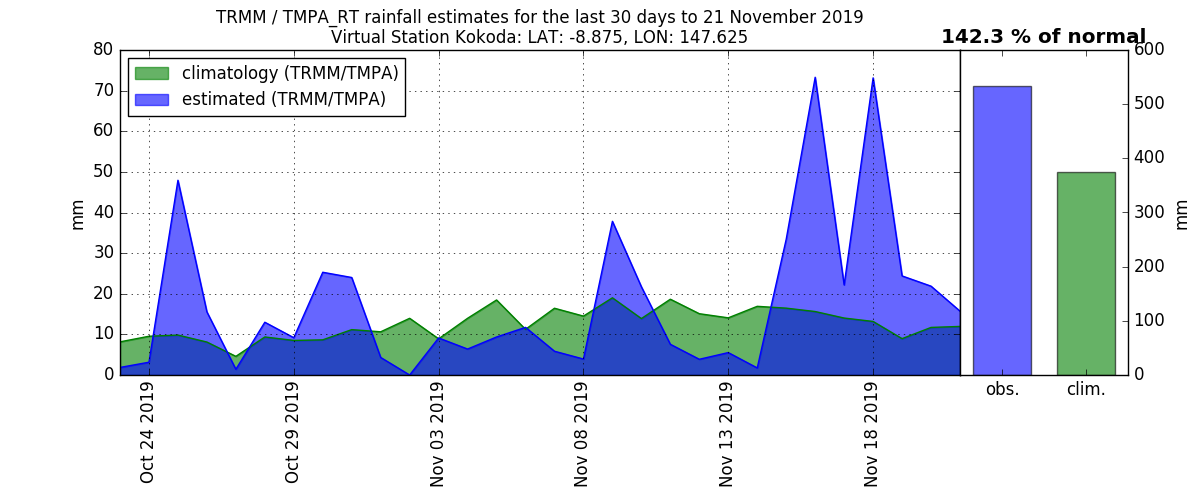 TRMM / TMPA_RT rainfall estimates for the last 30 days to 21 November 2019
Virtual Station Kokoda: LAT: -8.875, LON: 147.625
142.3 % of normal
climatology (TRMM/TMPA)
estimated (TRMM/TMPA)
80
70
60
50
40
30
20
10
0
mm
Oct 24 2019
Oct 29 2019
Nov 03 2019
Nov 08 2019
Nov 13 2019
Nov 18 2019
600
500
400
300
200
100
0
mm
obs.
clim.